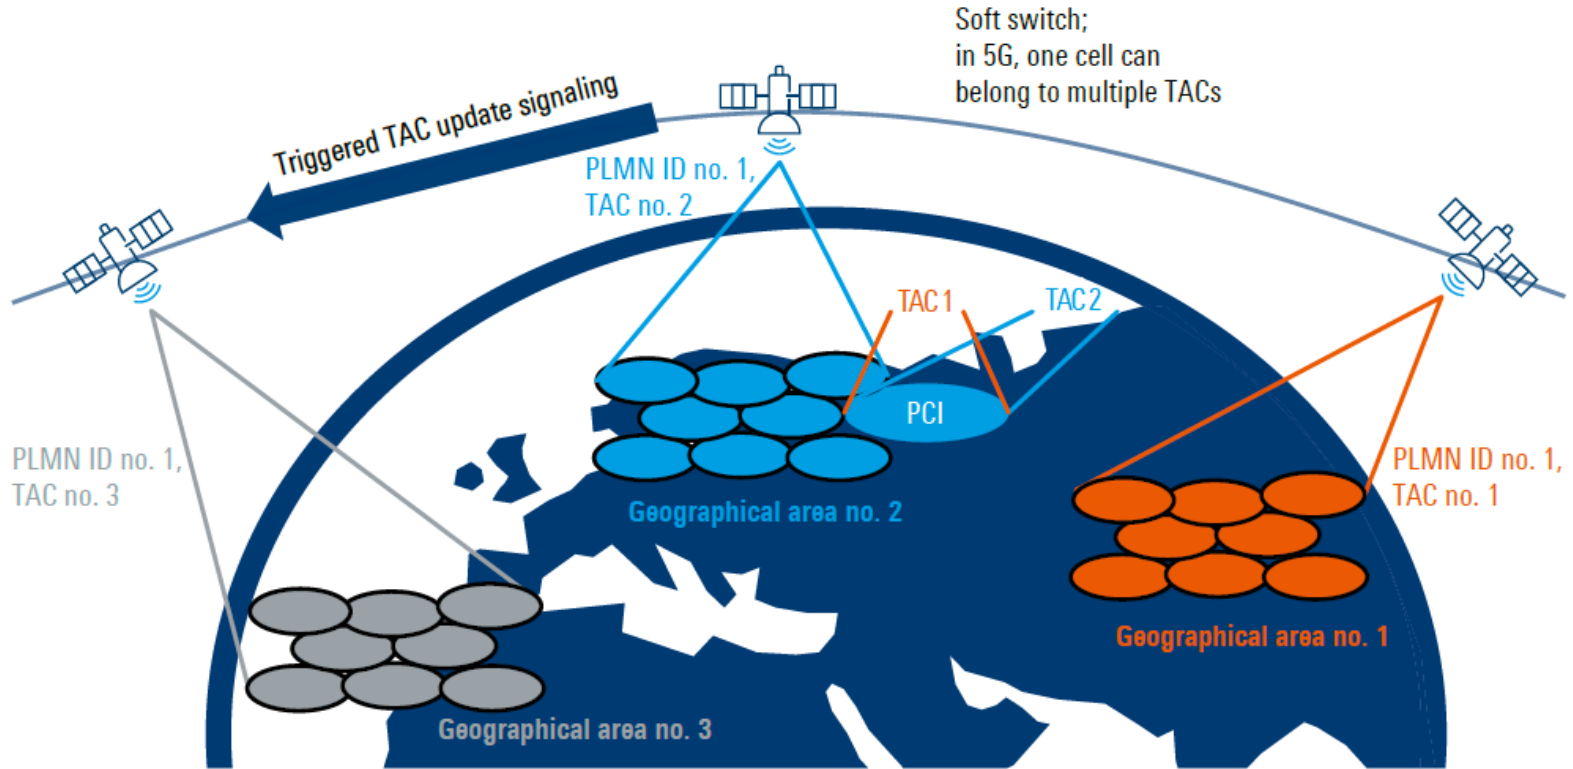 Soft switch;
in 5G, one cell can
belong to multiple TACs
Triggered TAC update signaling
PLMN ID no. 1,
TAC no. 2
TAC 1
TAC 2
PCI
PLMN ID no. 1,
TAC no. 3
PLMN ID no. 1,
TAC no. 1
Geographical area no. 2
Geographical area no. 1
Geographical area no. 3